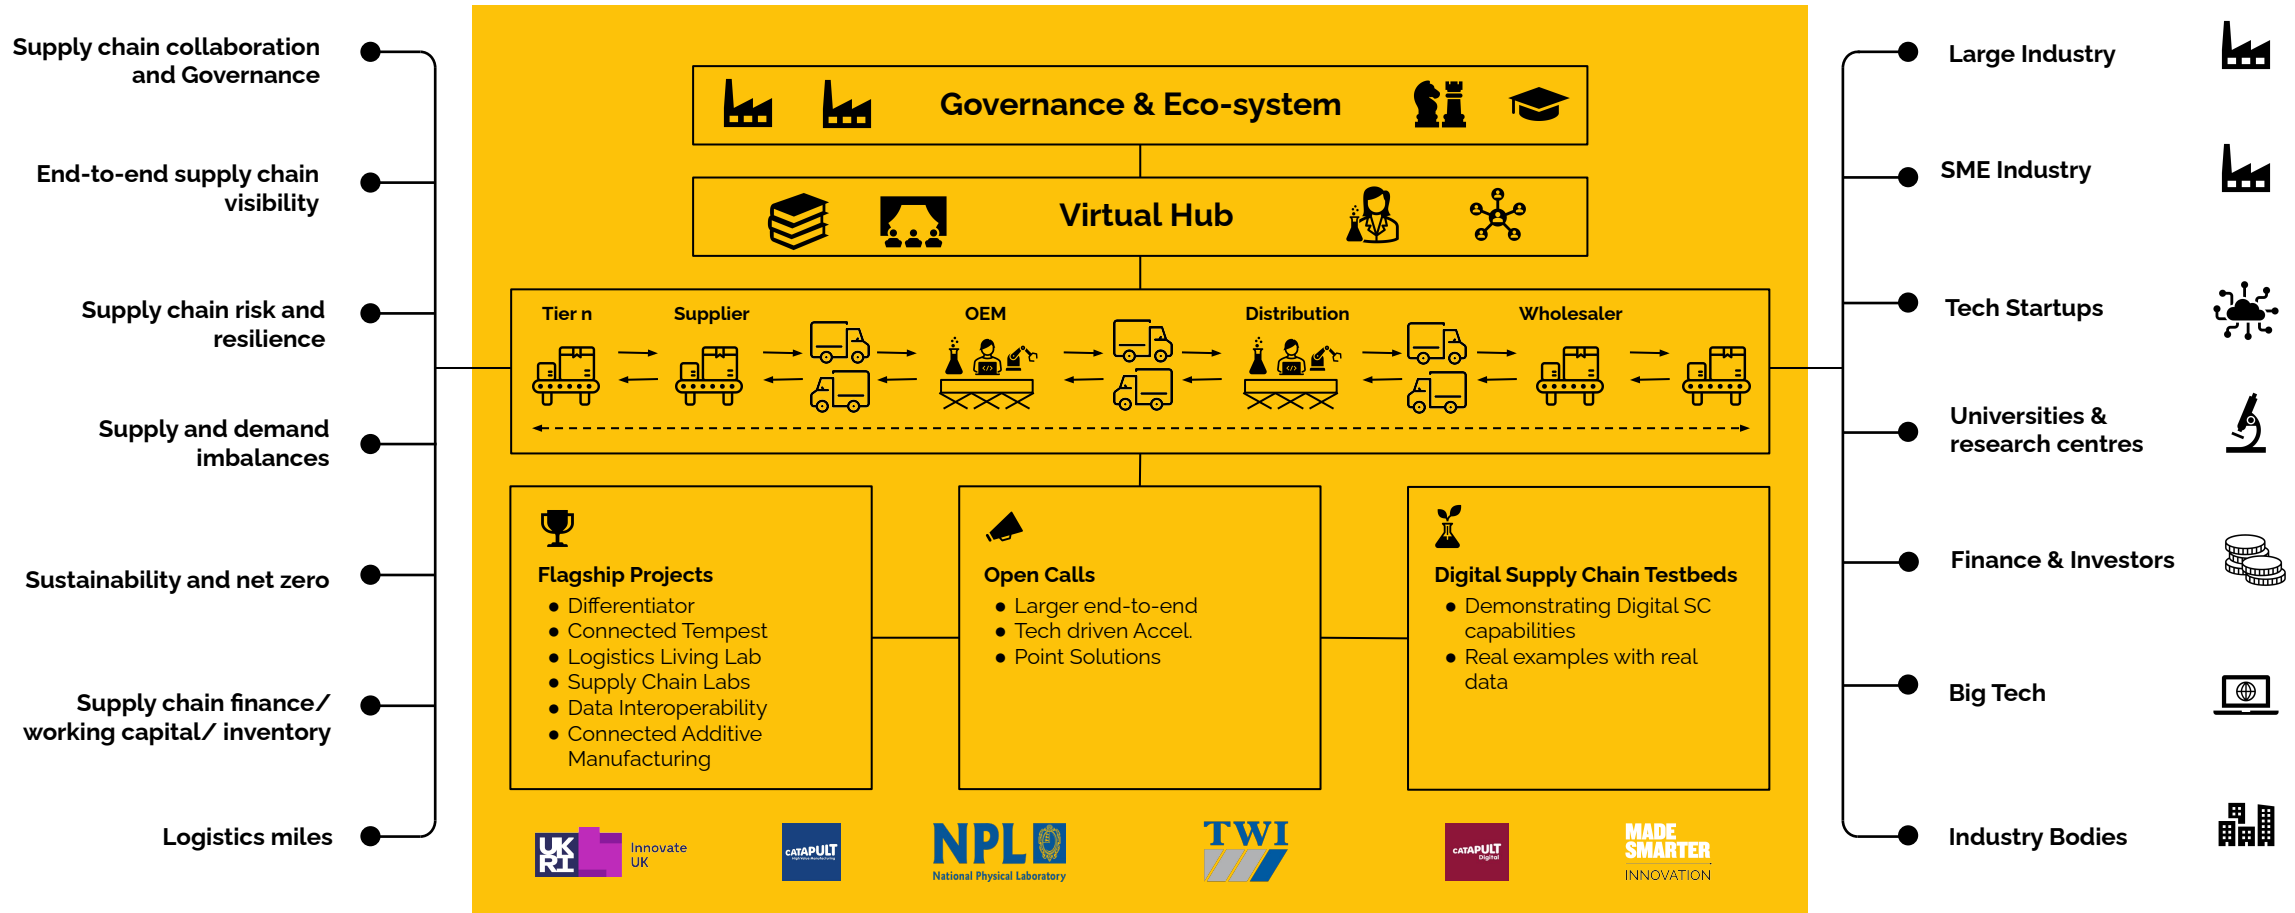 Supply chain collaboration
and Governance
End-to-end supply chain
visibility
Supply chain risk and
resilience
Supply and demand
imbalances
Sustainability and net zero
Supply chain finance/
working capital/ inventory
Logistics miles
Governance & Eco-system
Virtual Hub
Tier n
Supplier
OEM
Distribution
Wholesaler
Flagship Projects
● Differentiator
● Connected Tempest
● Logistics Living Lab
● Supply Chain Labs
● Data Interoperability
● Connected Additive
Manufacturing
Open Calls
● Larger end-to-end
● Tech driven Accel.
● Point Solutions
Digital Supply Chain Testbeds
● Demonstrating Digital SC
capabilities
● Real examples with real
data
UK
RI
Innovate
UK
CATAPULT
High Value Manufacturing
NPL
National Physical Laboratory
TWI
CATAPULT
Digital
MADE
SMARTER
INNOVATION
Large Industry
SME Industry
Tech Startups
Universities &
research centres
Finance & Investors
Big Tech
Industry Bodies